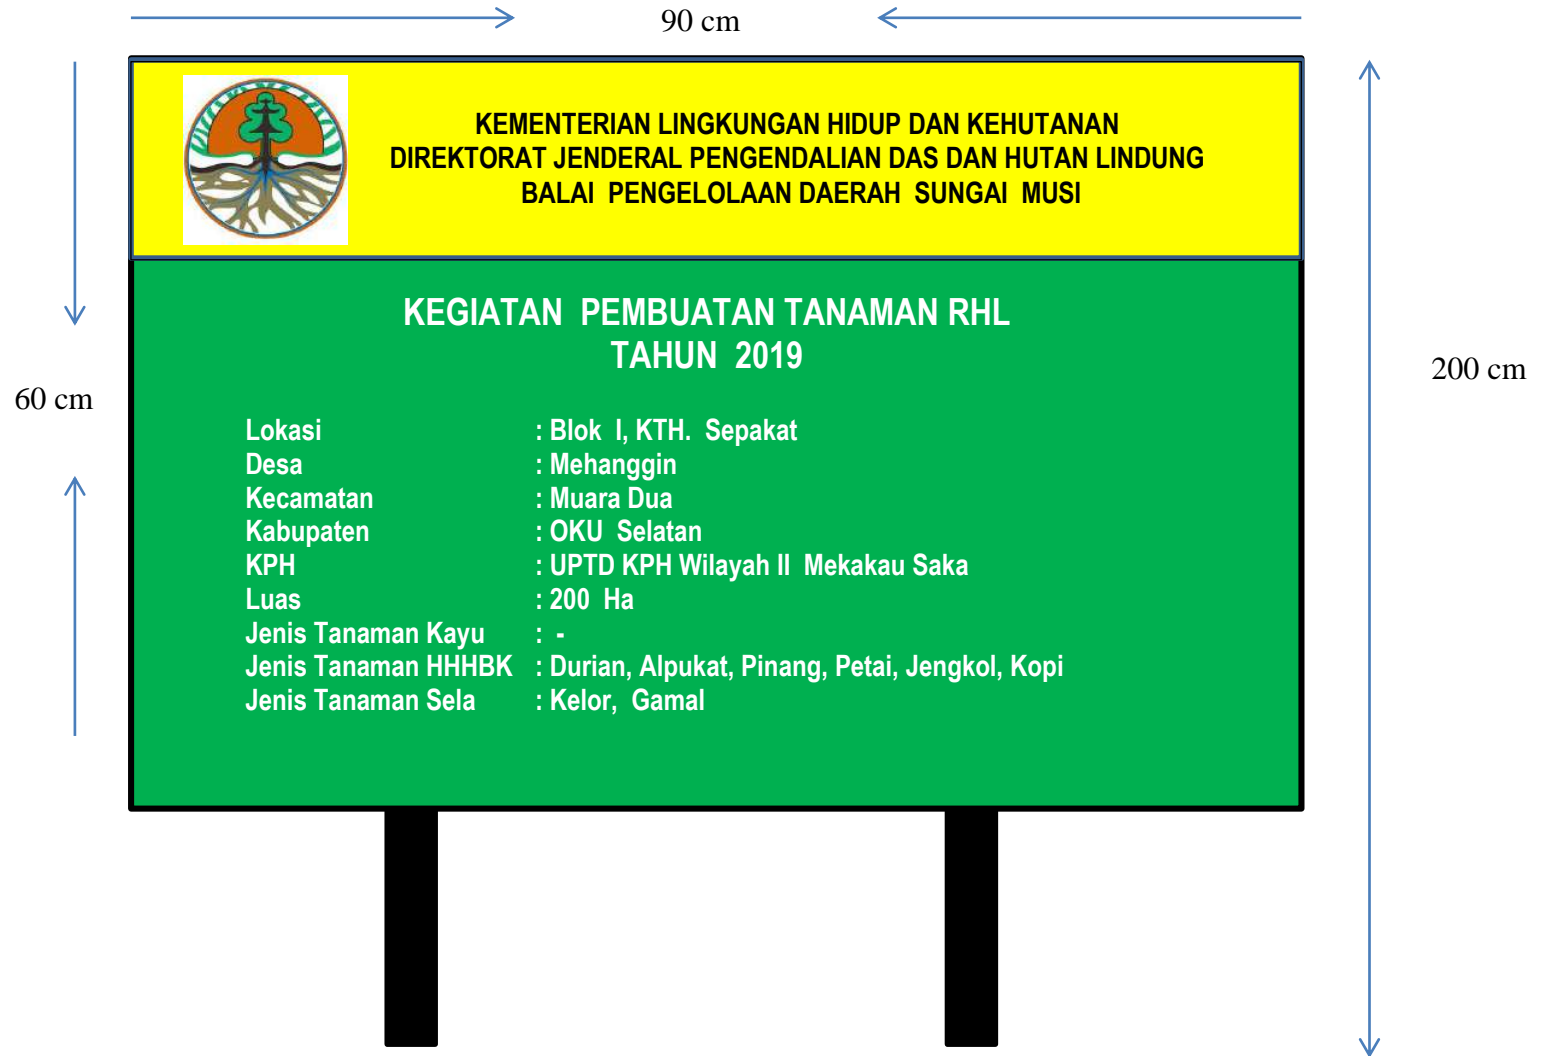 90 cm
KEMENTERIAN LINGKUNGAN HIDUP DAN KEHUTANAN
DIREKTORAT JENDERAL PENGENDALIAN DAS DAN HUTAN LINDUNG
BALAI PENGELOLAAN DAERAH SUNGAI MUSI
KEGIATAN PEMBUATAN TANAMAN RHL
TAHUN 2019
200 cm
60 cm
Lokasi : Blok I, KTH. Sepakat
Desa : Mehanggin
Kecamatan : Muara Dua
Kabupaten : OKU Selatan
KPH : UPTD KPH Wilayah II Mekakau Saka
Luas : 200 Ha
Jenis Tanaman Kayu : -
Jenis Tanaman HHHBK : Durian, Alpukat, Pinang, Petai, Jengkol, Kopi
Jenis Tanaman Sela : Kelor, Gamal